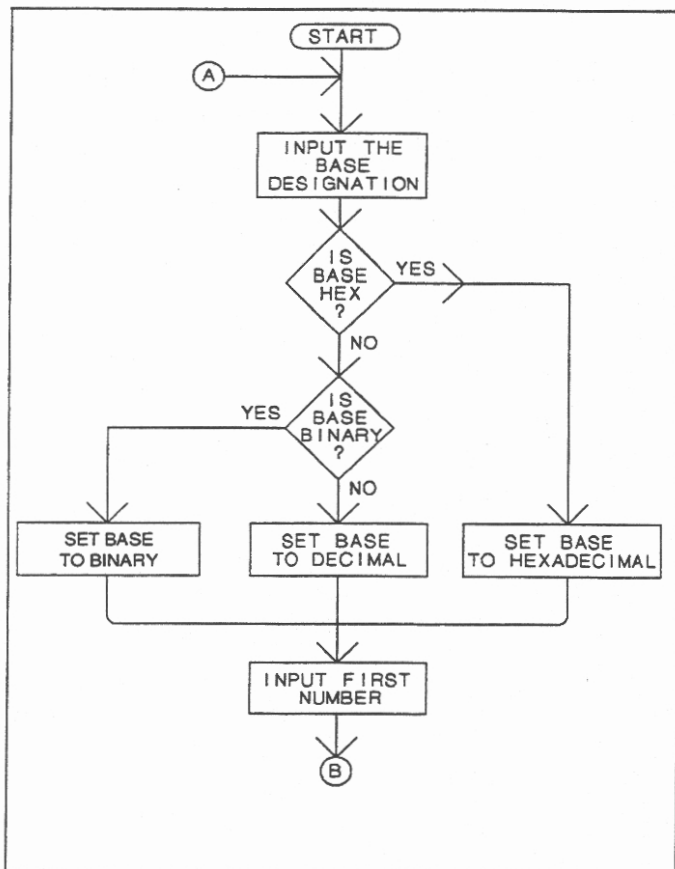 START
A
INPUT THE
BASE
DESIGNATION
IS
BASE
HEX
?
YES
NO
IS
BASE
BINARY
?
YES
NO
SET BASE
TO BINARY
SET BASE
TO DECIMAL
SET BASE
TO HEXADECIMAL
INPUT FIRST
NUMBER
B